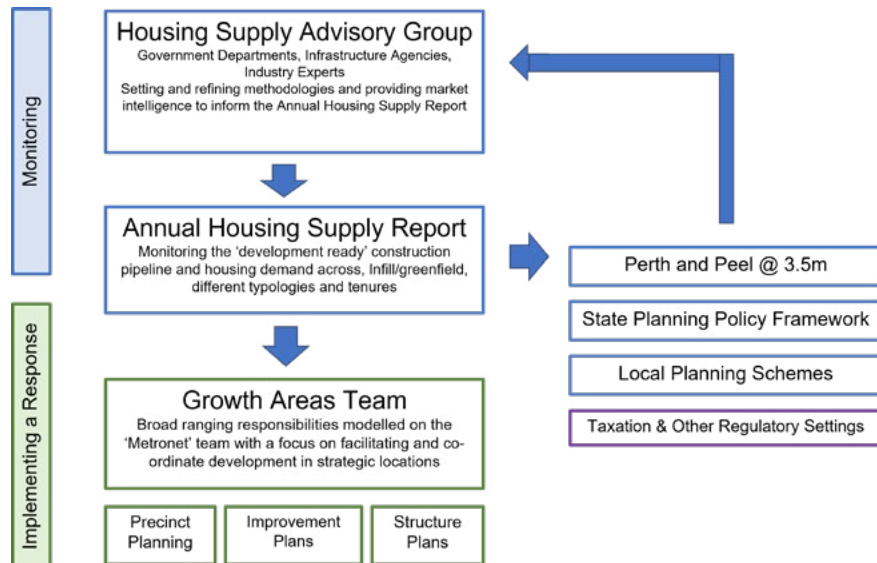 Monitoring
Housing Supply Advisory Group
Government Departments, Infrastructure Agencies,
Industry Experts
Setting and refining methodologies and providing market
intelligence to inform the Annual Housing Supply Report
Annual Housing Supply Report
Monitoring the ‘development ready’ construction
pipeline and housing demand across, Infill/greenfield,
different typologies and tenures
Perth and Peel @ 3.5m
State Planning Policy Framework
Local Planning Schemes
Taxation & Other Regulatory Settings
Implementing a Response
Growth Areas Team
Broad ranging responsibilities modelled on the
‘Metronet’ team with a focus on facilitating and co-
ordinate development in strategic locations
Precinct
Planning
Improvement
Plans
Structure
Plans